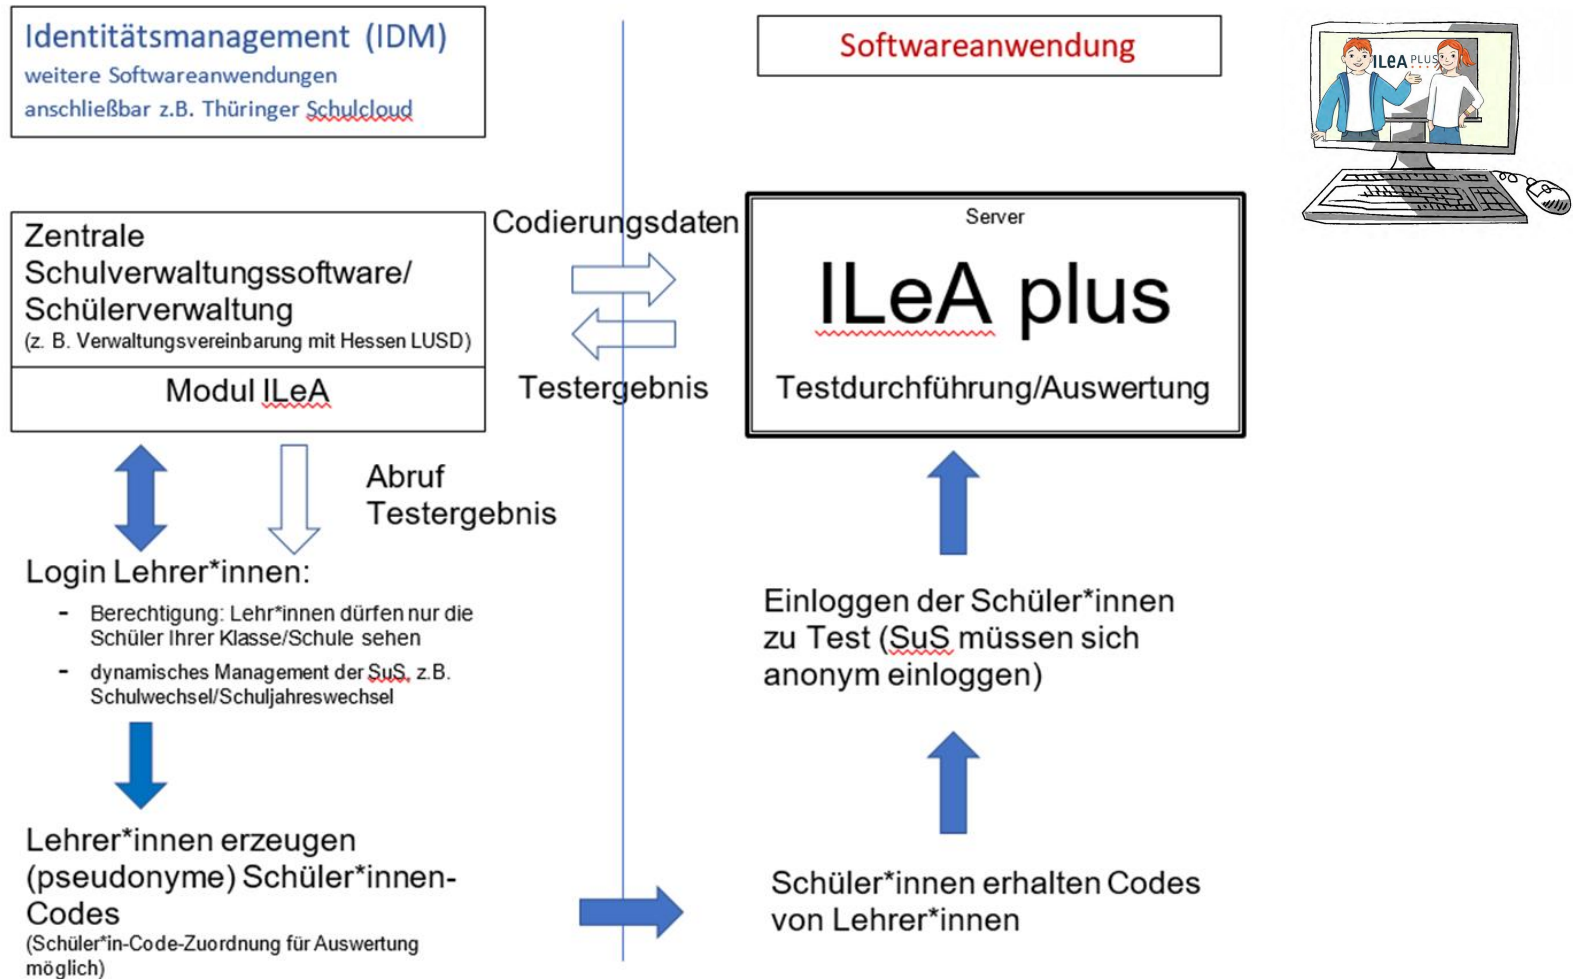 Identitätsmanagement (IDM)
weitere Softwareanwendungen
anschließbar z.B. Thüringer Schulcloud
Softwareanwendung
ILeA PLUS
Zentrale
Schulverwaltungssoftware/
Schülerverwaltung
(z. B. Verwaltungsvereinbarung mit Hessen LUSD)
Modul ILeA
Codierungsdaten
Testergebnis
Server
ILeA plus
Testdurchführung/Auswertung
Abruf
Testergebnis
Login Lehrer*innen:
- Berechtigung: Lehr*innen dürfen nur die
Schüler Ihrer Klasse/Schule sehen
- dynamisches Management der SuS, z.B.
Schulwechsel/Schuljahreswechsel
Lehrer*innen erzeugen
(pseudonyme) Schüler*innen-
Codes
(Schüler*in-Code-Zuordnung für Auswertung
möglich)
Einloggen der Schüler*innen
zu Test (SuS müssen sich
anonym einloggen)
Schüler*innen erhalten Codes
von Lehrer*innen